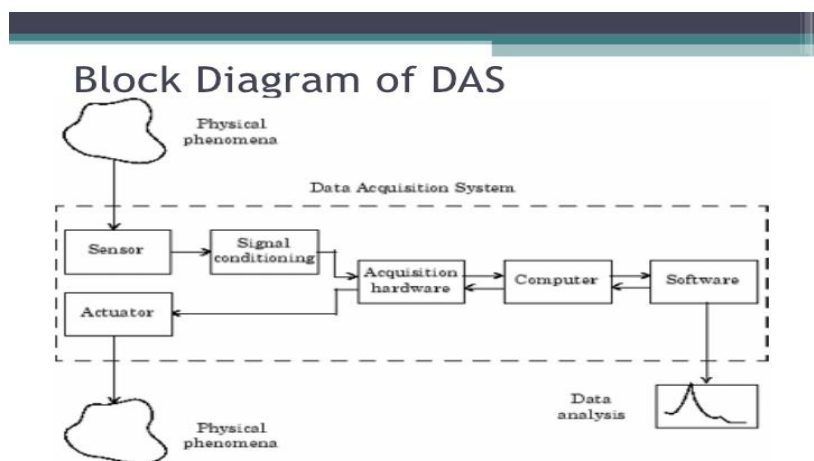 Block Diagram of DAS
Physical
phenomena
Data Acquisition System
Sensor
Signal
conditioning
Acquisition
hardware
Computer
Software
Actuator
Data
analysis
Physical
phenomena